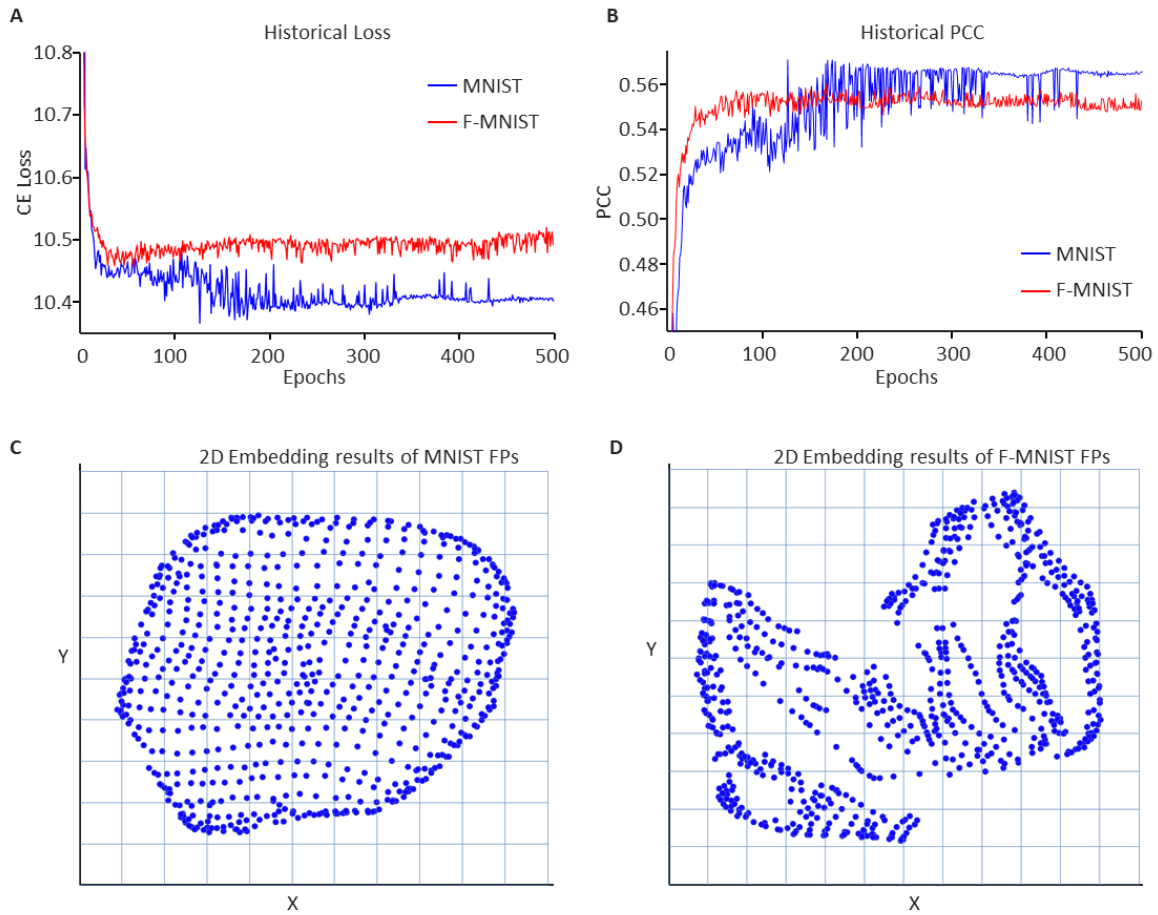 A
Historical Loss
10.8
10.7
10.6
10.5
10.4
CE Loss
MNIST
F-MNIST
0 100 200 300 400 500
Epochs
B
Historical PCC
0.56
0.54
0.52
0.50
0.48
0.46
PCC
MNIST
F-MNIST
0 100 200 300 400 500
Epochs
C
2D Embedding results of MNIST FPs
Y
X
D
2D Embedding results of F-MNIST FPs
Y
X